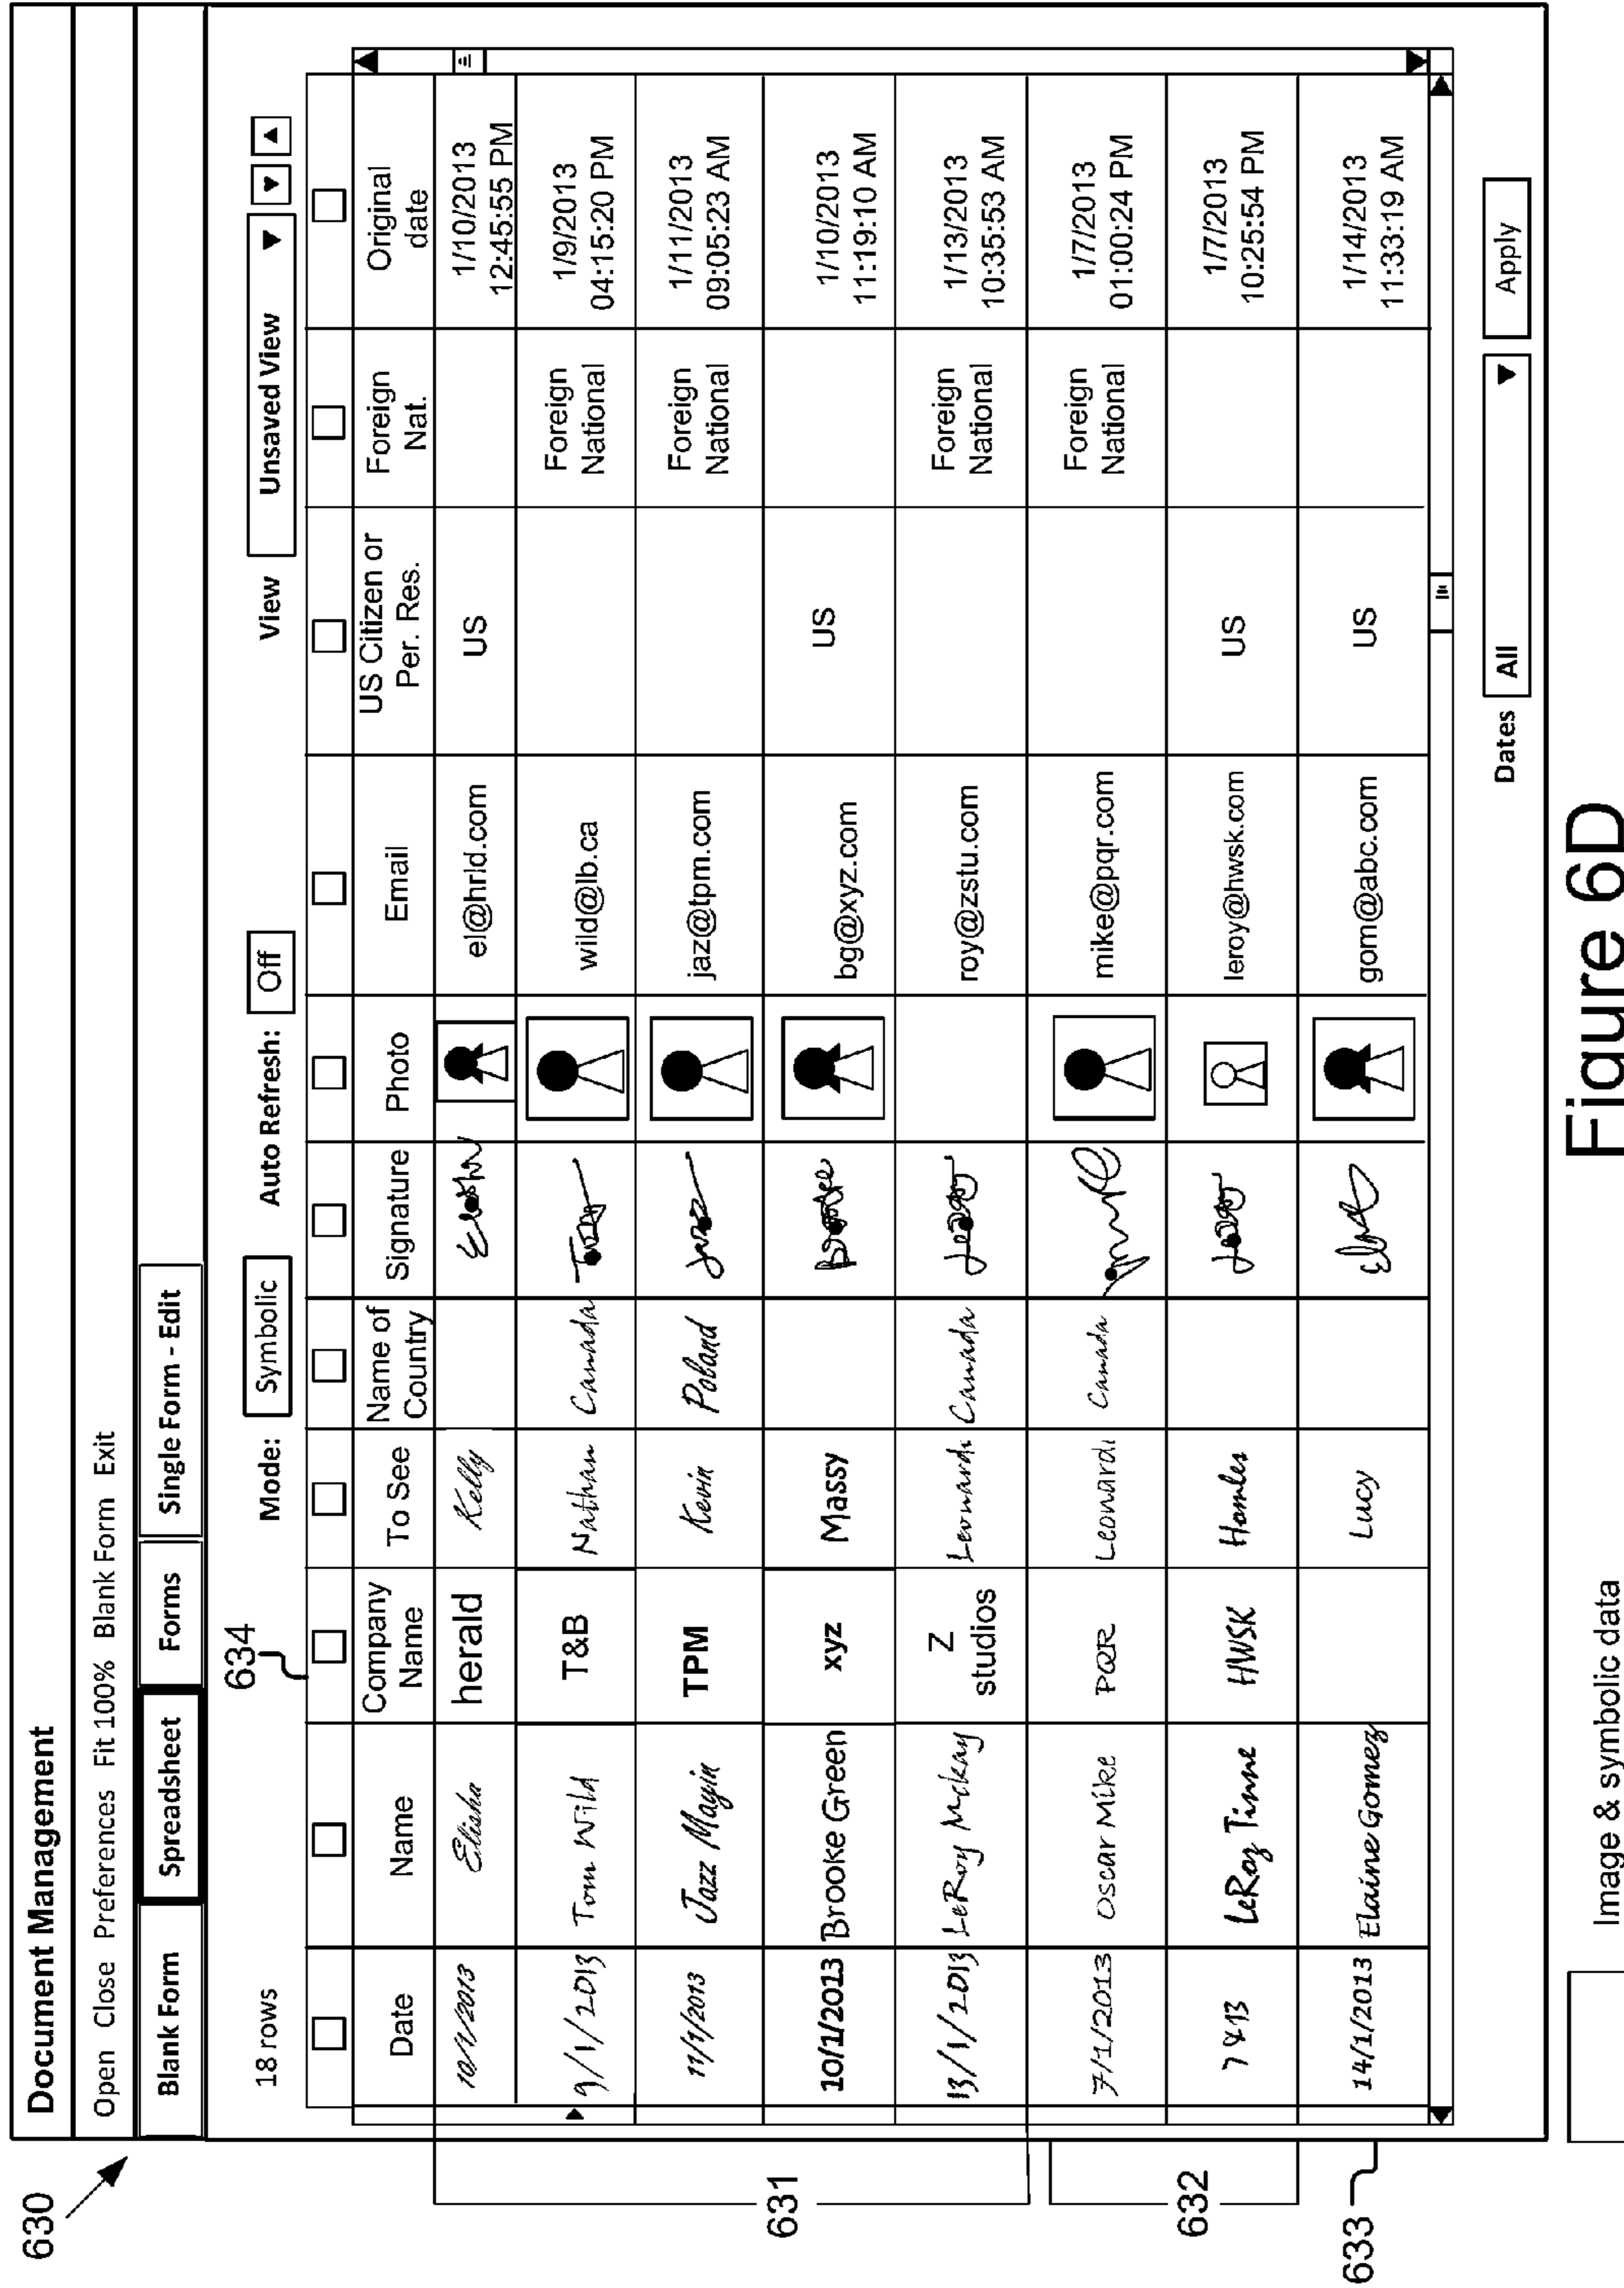 630
Document Management
Open Close Preferences Fit 100% Blank Form Exit
Blank Form Spreadsheet Forms Single Form - Edit
18 rows 634 Mode: Symbolic Auto Refresh: Off View Unsaved View
Date Name Company Name To See Name of Country Signature Photo Email US Citizen or Per. Res. Foreign Nat. Original date
10/1/2013 Elisha herald Kelly el@hrld.com US 1/10/2013 12:45:55 PM
9/1/2013 Tom Wild T&B Nathan Canada wild@lb.ca Foreign National 1/9/2013 04:15:20 PM
11/1/2013 Jazz Mayin TPM Kevin Poland jaz@tpm.com Foreign National 1/11/2013 09:05:23 AM
10/1/2013 Brooke Green xyz Massy bg@xyz.com US 1/10/2013 11:19:10 AM
13/1/2013 LeRoy Mckay Z studios Leonardi Canada roy@zstu.com Foreign National 1/13/2013 10:35:53 AM
7/1/2013 Oscar Mike PQR Leonardi Canada mike@pqr.com Foreign National 1/7/2013 01:00:24 PM
LeRoy Tinne HWSK Homles leroy@hwsk.com US 1/7/2013 10:25:54 PM
14/1/2013 Elaine Gomez Lucy gom@abc.com US 1/14/2013 11:33:19 AM
631
632
633
Dates All Apply
Image & symbolic data
Figure 6D